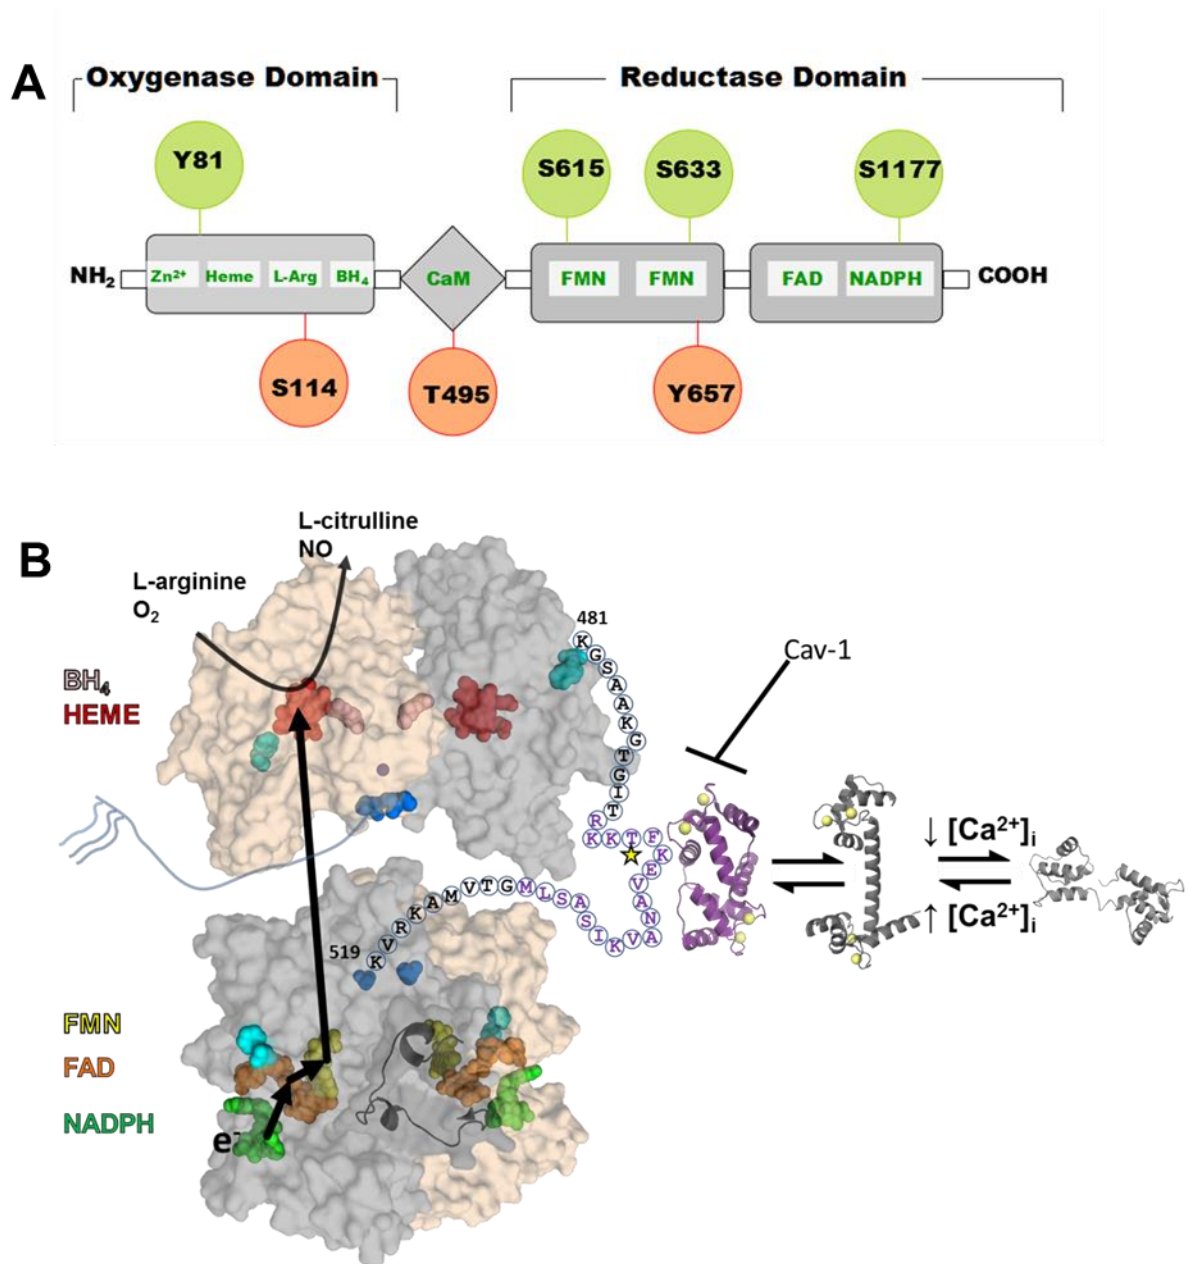 A
Oxygenase Domain
Reductase Domain
Y81
S615
S633
S1177
NH₂
Zn²⁺
Heme
L-Arg
BH₄
CaM
FMN
FMN
FAD
NADPH
COOH
S114
T495
Y657
B
L-citrulline
NO
L-arginine
O₂
BH₄
HEME
481
KGSAAKGTGITRKKTFKEVANAVKISASLMGTVMAKRVK
519
Cav-1
↓ [Ca²⁺]ᵢ
↑ [Ca²⁺]ᵢ
FMN
FAD
NADPH
e⁻